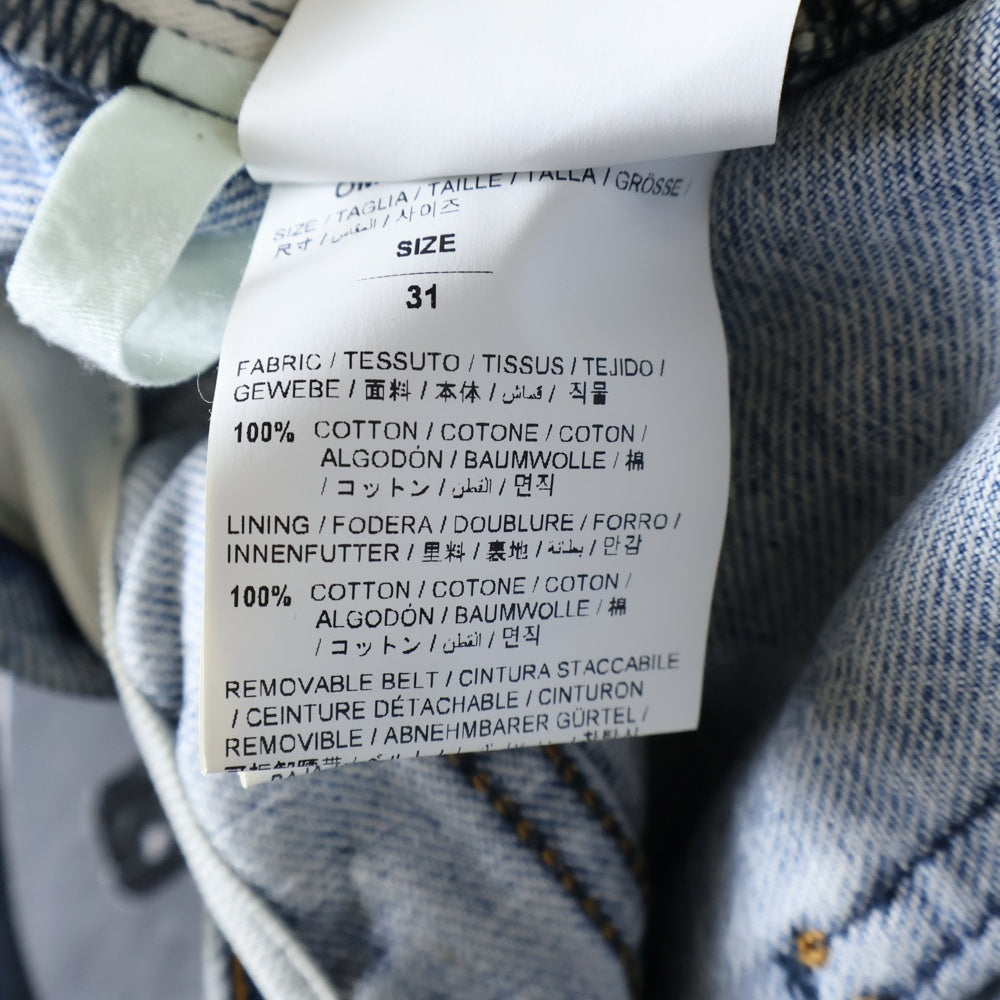 SIZE / TAGLIA / TAILLE / TALLA / GRÖSSE /
尺寸 / المقاس / 사이즈
SIZE
31
FABRIC / TESSUTO / TISSUS / TEJIDO /
GEWEBE / 面料 / 本体 / قماش / 직물
100% COTTON / COTONE / COTON /
ALGODÓN / BAUMWOLLE / 棉
/ コットン / القطن / 면직
LINING / FODERA / DOUBLURE / FORRO /
INNENFUTTER / 里料 / 裏地 / بطانة / 안감
100% COTTON / COTONE / COTON /
ALGODÓN / BAUMWOLLE / 棉
/ コットン / القطن / 면직
REMOVABLE BELT / CINTURA STACCABILE
/ CEINTURE DÉTACHABLE / CINTURON
REMOVIBLE / ABNEHMBARER GÜRTEL /